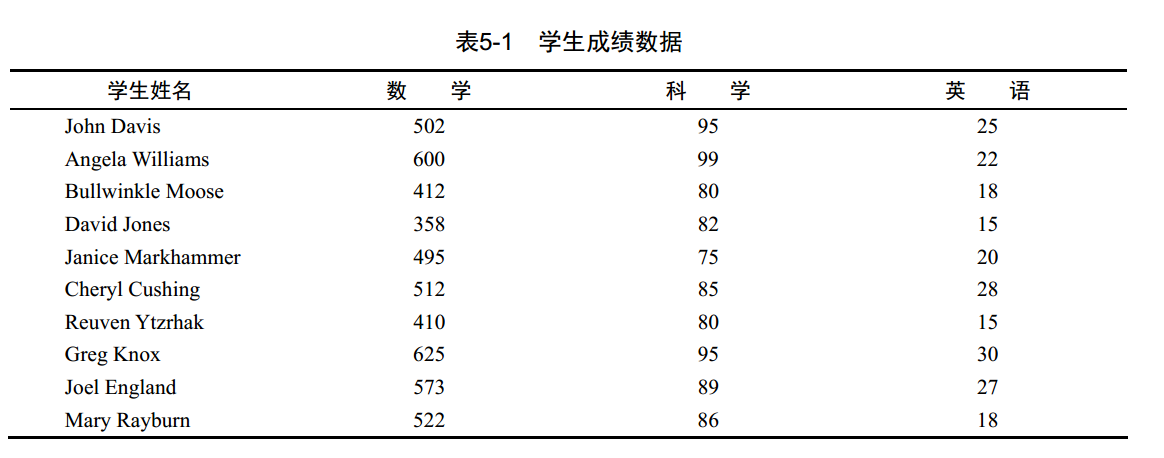 表5-1 学生成绩数据
学生姓名 数 学 科 学 英 语
John Davis 502 95 25
Angela Williams 600 99 22
Bullwinkle Moose 412 80 18
David Jones 358 82 15
Janice Markhammer 495 75 20
Cheryl Cushing 512 85 28
Reuven Ytzrhak 410 80 15
Greg Knox 625 95 30
Joel England 573 89 27
Mary Rayburn 522 86 18